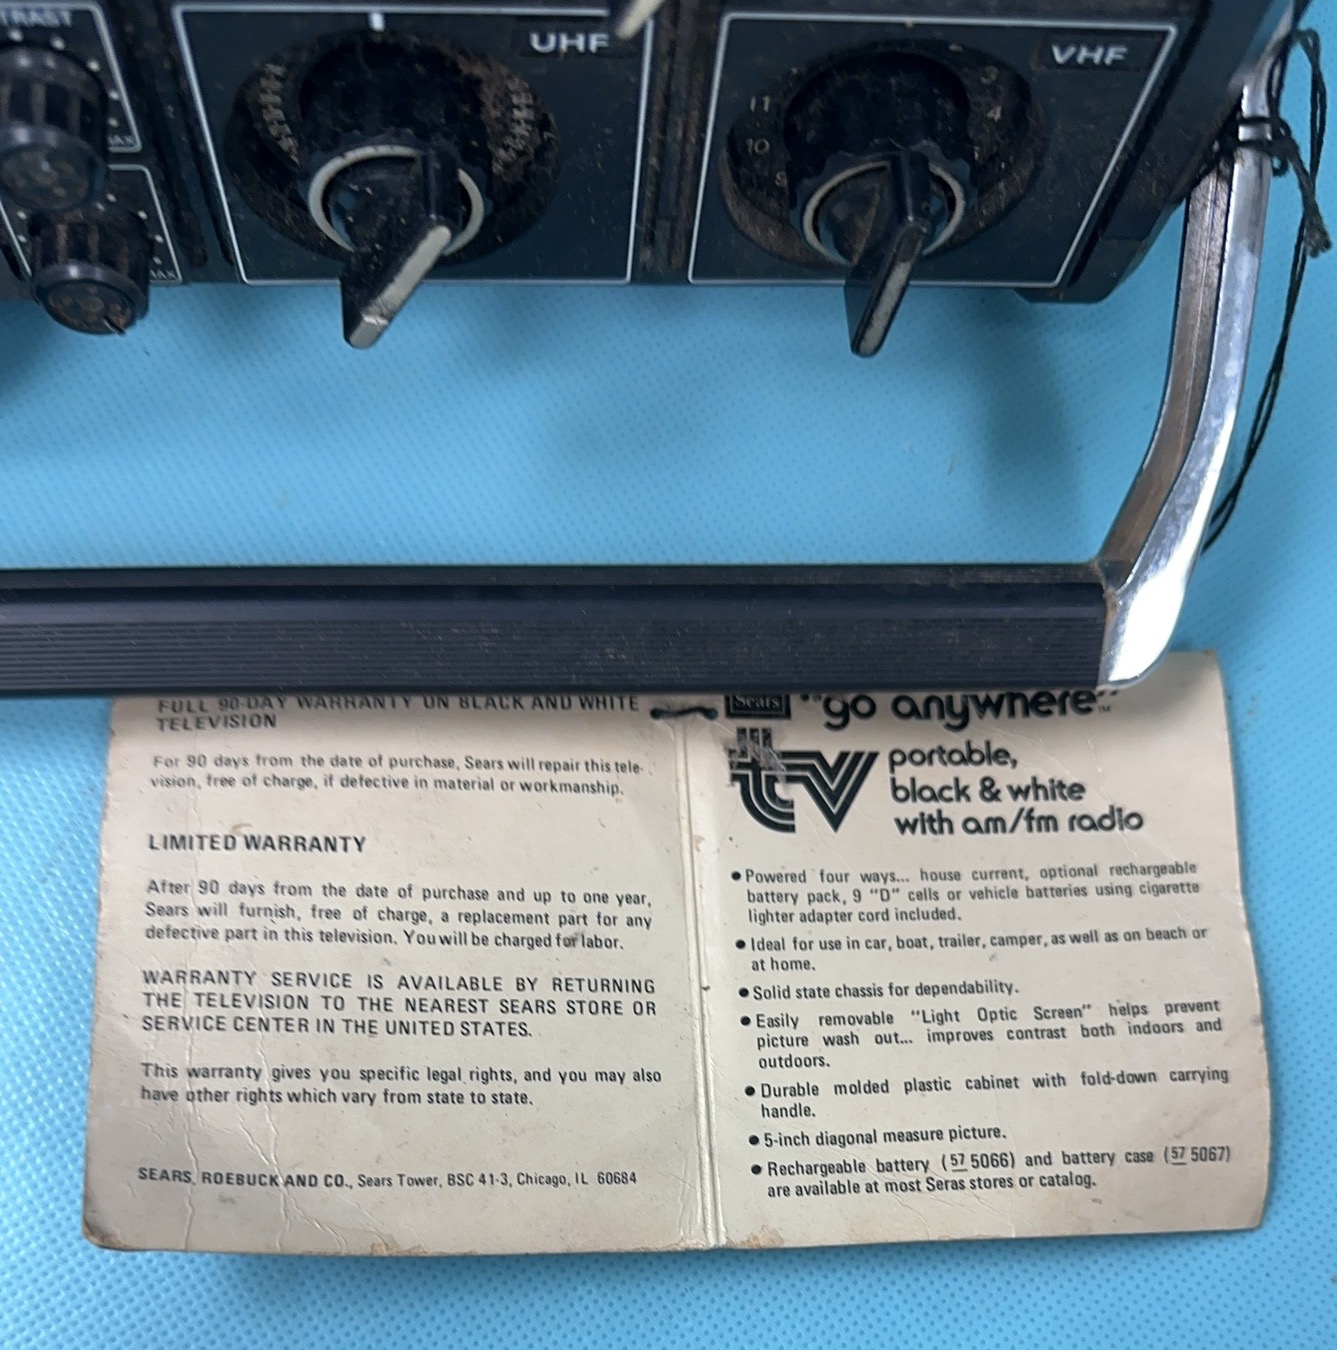 TRAST
MAX
MAX
UHF
VHF
11
10
9
3
4
FULL 90-DAY WARRANTY ON BLACK AND WHITE
TELEVISION
For 90 days from the date of purchase, Sears will repair this tele-
vision, free of charge, if defective in material or workmanship.
LIMITED WARRANTY
After 90 days from the date of purchase and up to one year,
Sears will furnish, free of charge, a replacement part for any
defective part in this television. You will be charged for labor.
WARRANTY SERVICE IS AVAILABLE BY RETURNING
THE TELEVISION TO THE NEAREST SEARS STORE OR
SERVICE CENTER IN THE UNITED STATES.
This warranty gives you specific legal rights, and you may also
have other rights which vary from state to state.
SEARS, ROEBUCK AND CO., Sears Tower, BSC 41-3, Chicago, IL 60684
Sears "go anywhere"™
tv portable,
black & white
with am/fm radio
● Powered four ways... house current, optional rechargeable
battery pack, 9 "D" cells or vehicle batteries using cigarette
lighter adapter cord included.
● Ideal for use in car, boat, trailer, camper, as well as on beach or
at home.
● Solid state chassis for dependability.
● Easily removable "Light Optic Screen" helps prevent
picture wash out... improves contrast both indoors and
outdoors.
● Durable molded plastic cabinet with fold-down carrying
handle.
● 5-inch diagonal measure picture.
● Rechargeable battery (57 5066) and battery case (57 5067)
are available at most Seras stores or catalog.